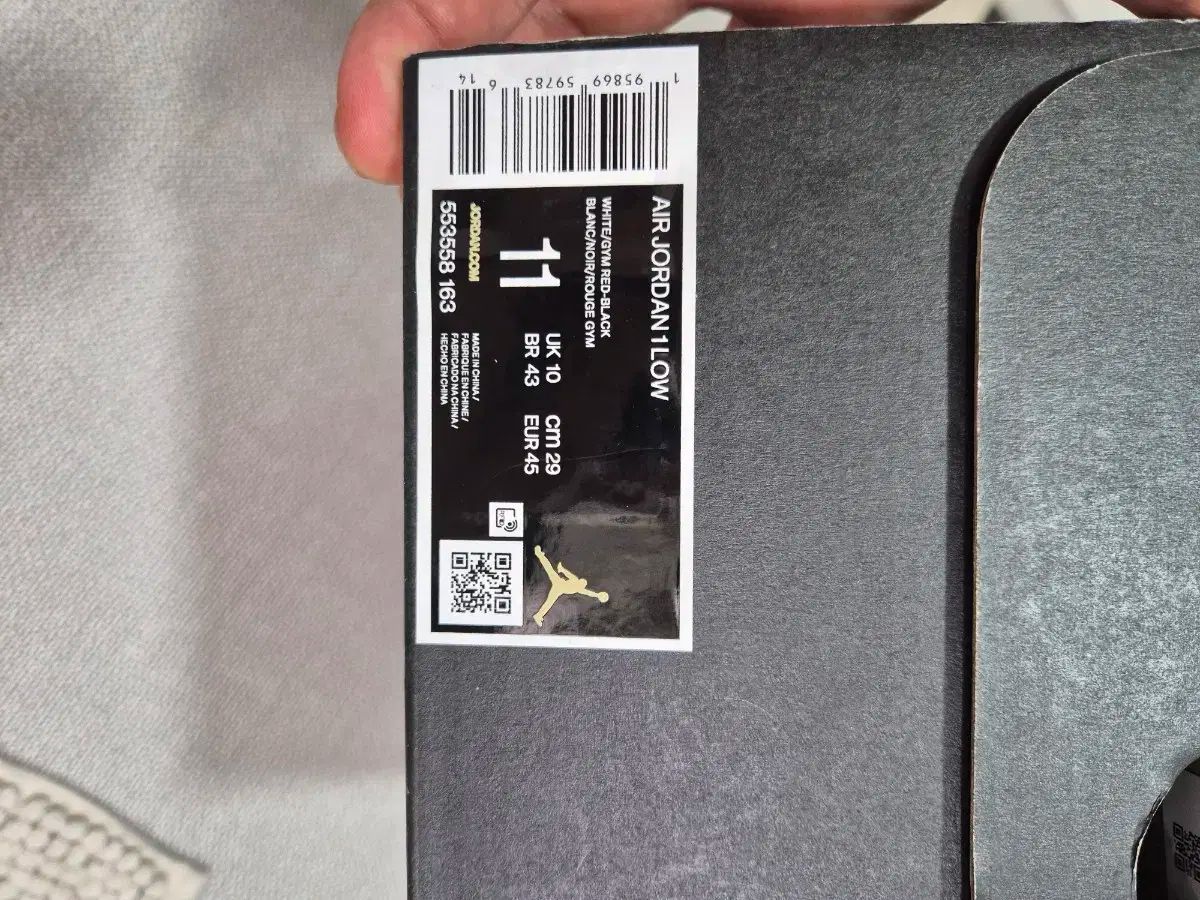 1 95869 59783 6 14
AIR JORDAN 1 LOW
WHITE/GYM RED-BLACK
BLANC/NOIR/ROUGE GYM
11
UK 10 cm 29
BR 43 EUR 45
JORDAN.COM
553558 163
MADE IN CHINA /
FABRIQUE EN CHINE /
FABRICADO NA CHINA /
HECHO EN CHINA